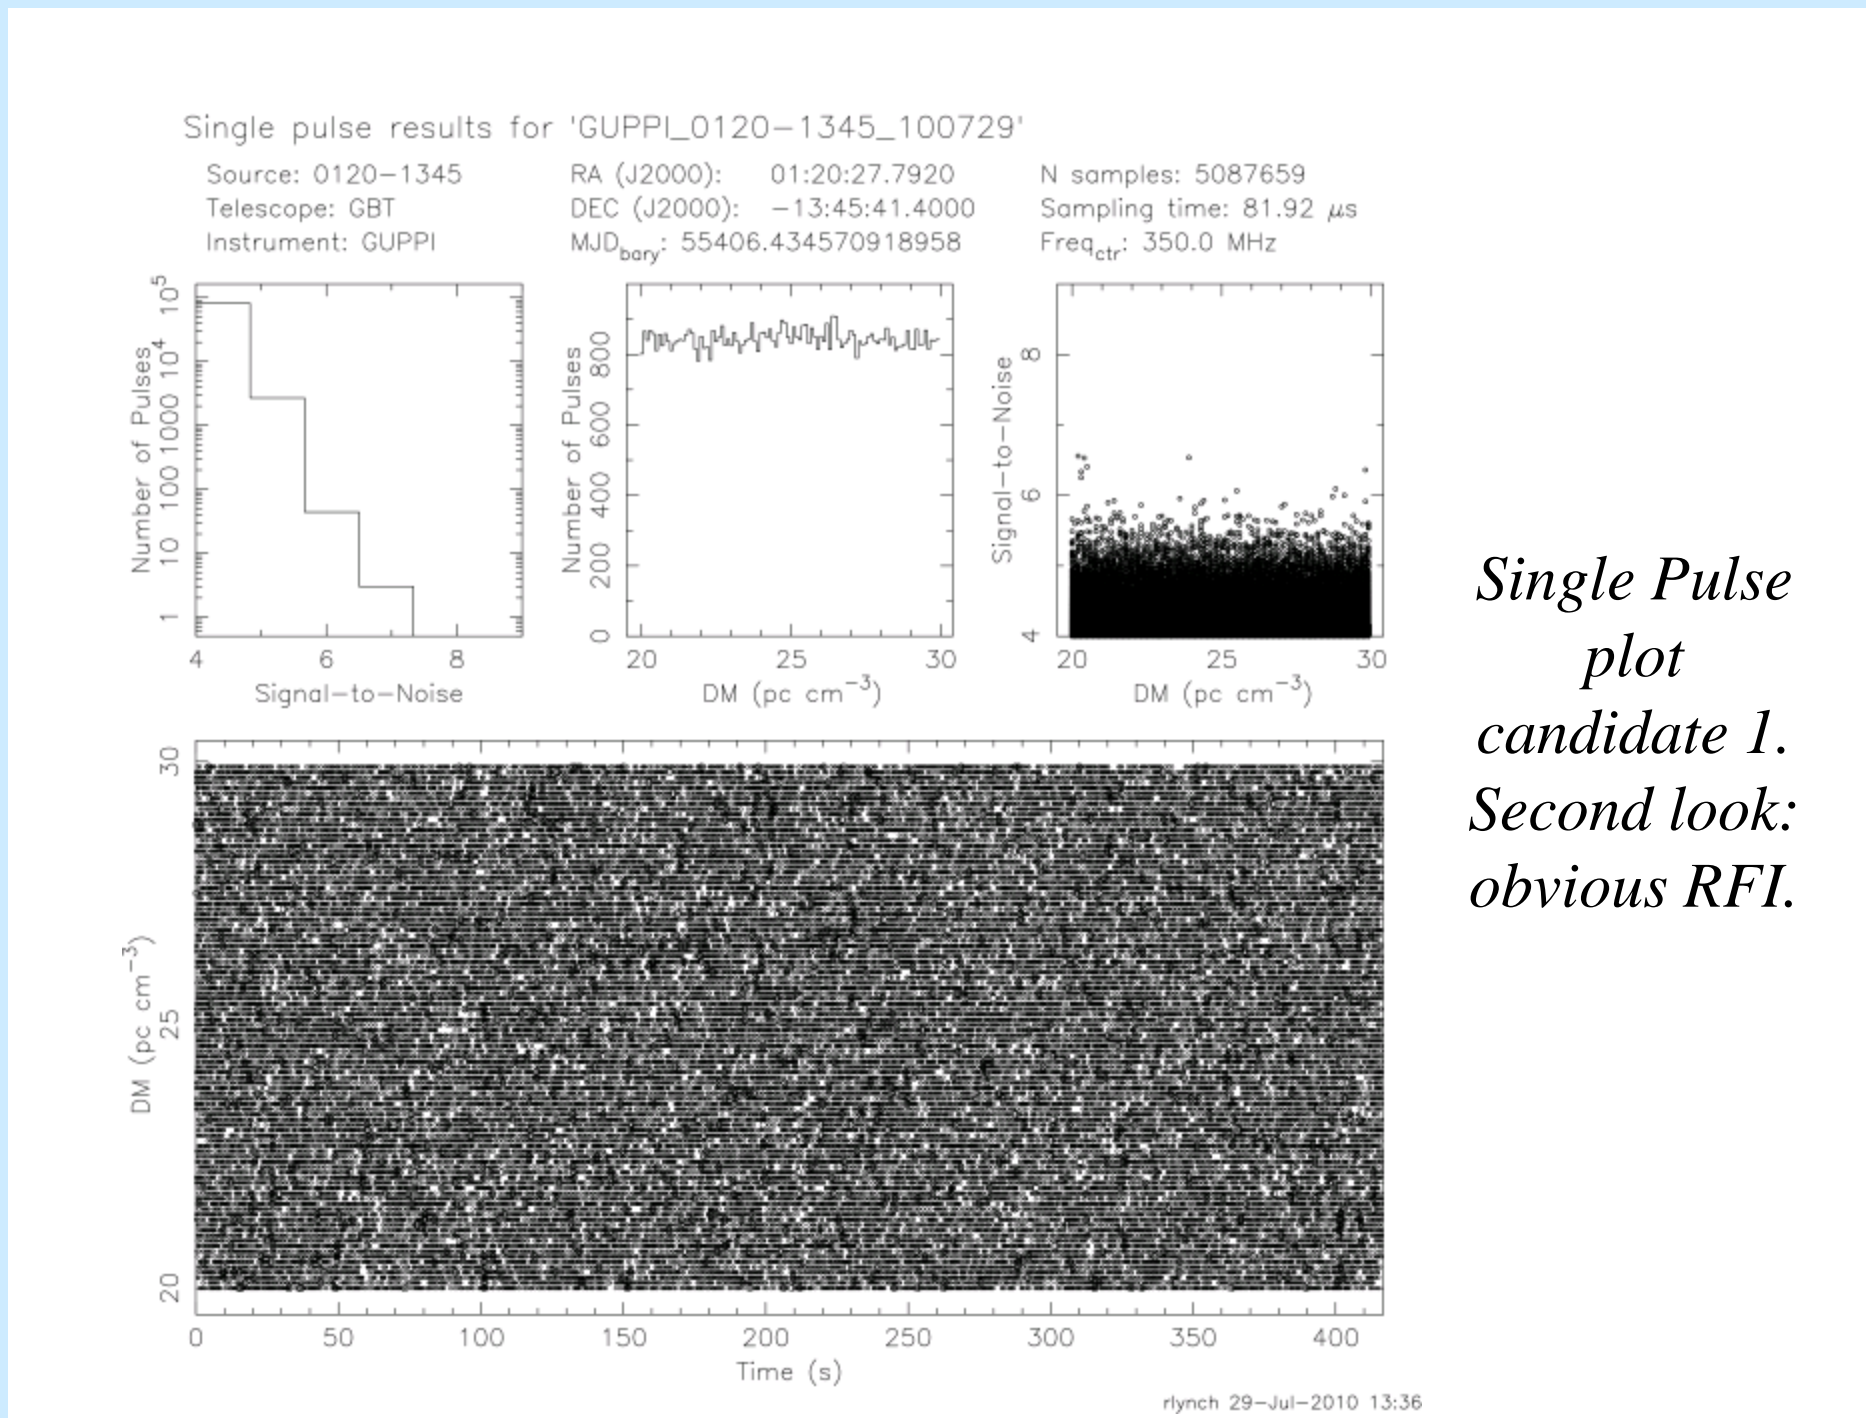 Single pulse results for 'GUPPI_0120−1345_100729'
Source: 0120−1345
Telescope: GBT
Instrument: GUPPI
RA (J2000): 01:20:27.7920
DEC (J2000): −13:45:41.4000
MJDbary: 55406.434570918958
N samples: 5087659
Sampling time: 81.92 μs
Freqctr: 350.0 MHz
Number of Pulses
1 10 100 1000 10^4 10^5
4 6 8
Signal−to−Noise
Number of Pulses
0 200 400 600 800
20 25 30
DM (pc cm^−3)
Signal−to−Noise
4 6 8
20 25 30
DM (pc cm^−3)
Single Pulse
plot
candidate 1.
Second look:
obvious RFI.
DM (pc cm^−3)
20 25 30
0 50 100 150 200 250 300 350 400
Time (s)
rlynch 29−Jul−2010 13:36